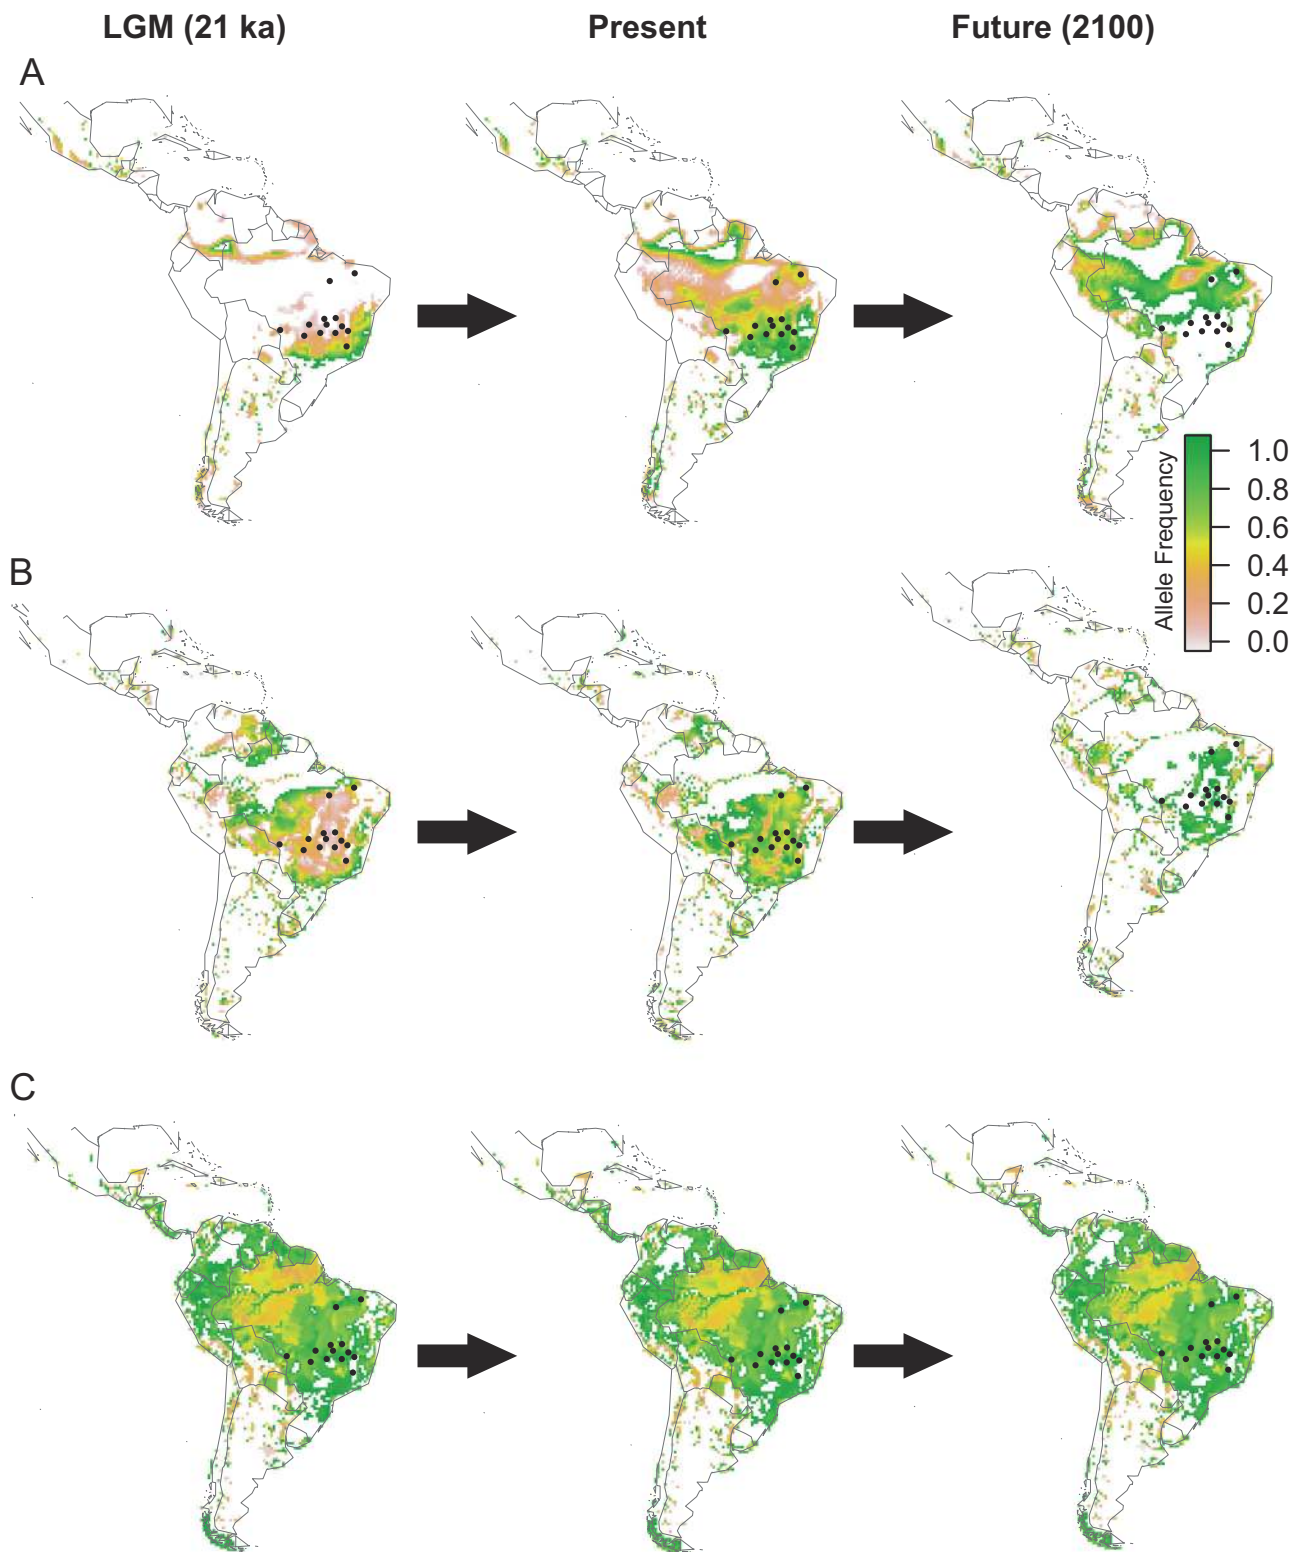 LGM (21 ka)
Present
Future (2100)
A
Allele Frequency
1.0
0.8
0.6
0.4
0.2
0.0
B
C